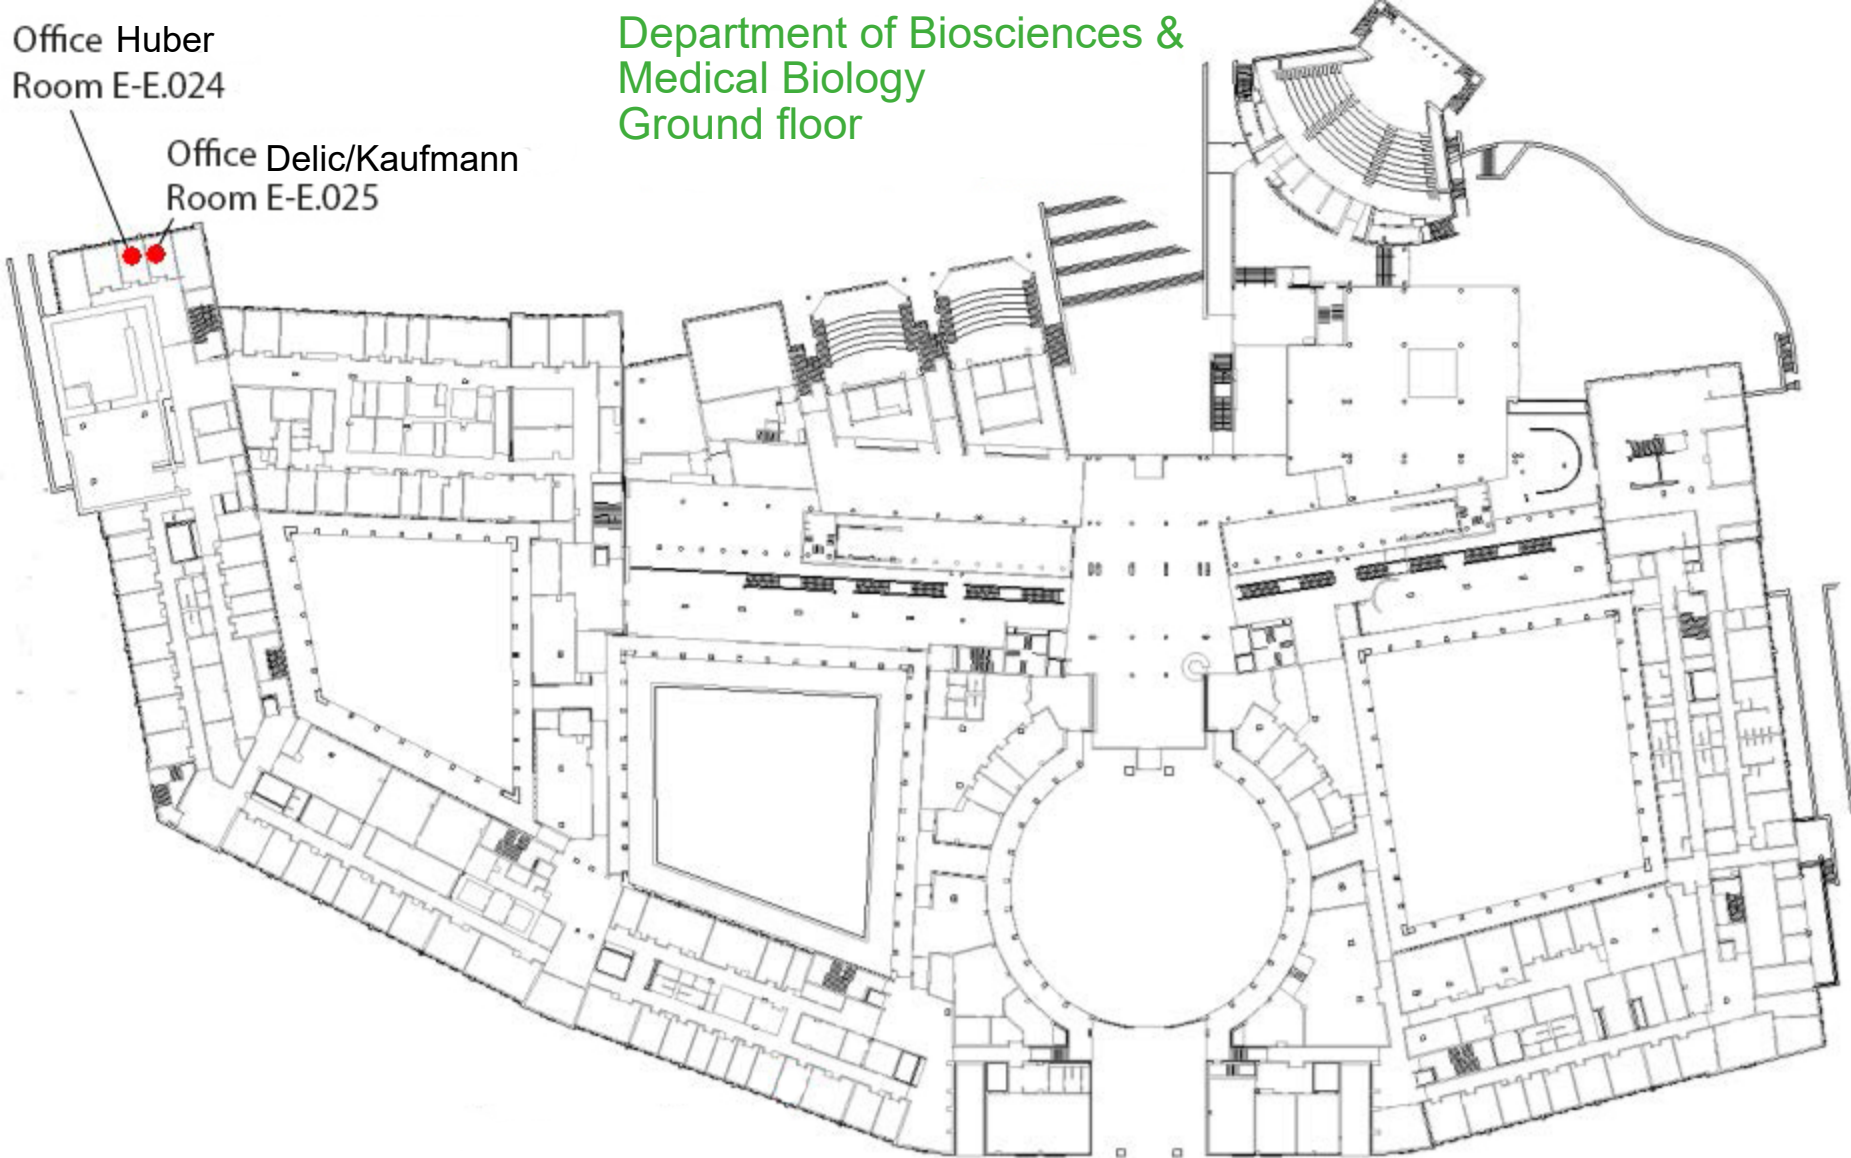 Office Huber
Room E-E.024
Office Delic/Kaufmann
Room E-E.025
Department of Biosciences &
Medical Biology
Ground floor